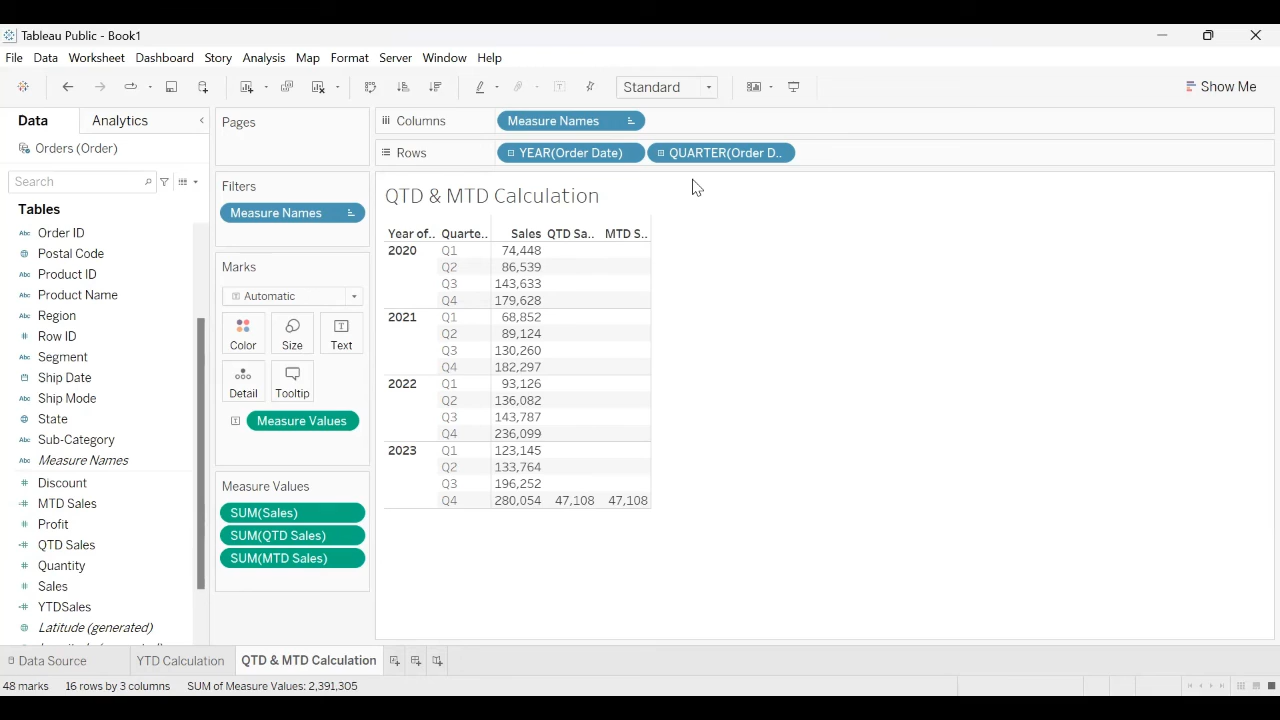 Tableau Public - Book1
File Data Worksheet Dashboard Story Analysis Map Format Server Window Help
Standard
Show Me
Data Analytics
Orders (Order)
Search
Tables
Abc Order ID
Postal Code
Abc Product ID
Abc Product Name
Abc Region
# Row ID
Abc Segment
Ship Date
Abc Ship Mode
State
Abc Sub-Category
Abc Measure Names
# Discount
MTD Sales
# Profit
QTD Sales
# Quantity
# Sales
YTDSales
Latitude (generated)
Pages
Filters
Measure Names
Marks
Automatic
Color Size Text
Detail Tooltip
Measure Values
Measure Values
SUM(Sales)
SUM(QTD Sales)
SUM(MTD Sales)
Columns Measure Names
Rows YEAR(Order Date) QUARTER(Order D..
QTD & MTD Calculation
Year of.. Quarte.. Sales QTD Sa.. MTD S..
2020 Q1 74,448
Q2 86,539
Q3 143,633
Q4 179,628
2021 Q1 68,852
Q2 89,124
Q3 130,260
Q4 182,297
2022 Q1 93,126
Q2 136,082
Q3 143,787
Q4 236,099
2023 Q1 123,145
Q2 133,764
Q3 196,252
Q4 280,054 47,108 47,108
Data Source YTD Calculation QTD & MTD Calculation
48 marks 16 rows by 3 columns SUM of Measure Values: 2,391,305